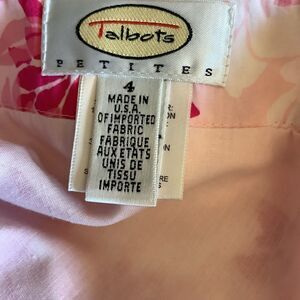 Talbots
PETITES
4
MADE IN
U.S.A.
OF IMPORTED
FABRIC
FABRIQUE
AUX ETATS
UNIS DE
TISSU
IMPORTE